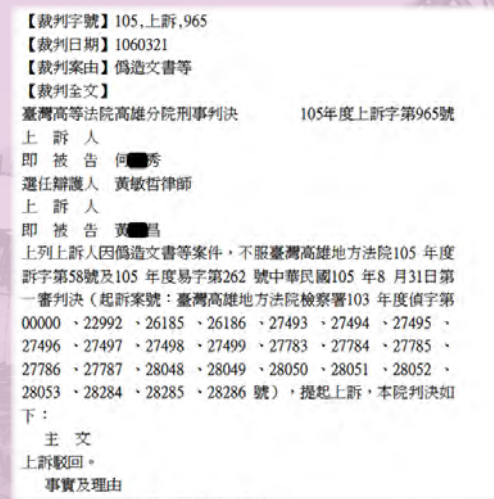 【裁判字號】105,上訴,965
【裁判日期】1060321
【裁判案由】偽造文書等
【裁判全文】
臺灣高等法院高雄分院刑事判決 105年度上訴字第965號
上 訴 人
即 被 告 何 秀
選任辯護人 黃敏哲律師
上 訴 人
即 被 告 黃 昌
上列上訴人因偽造文書等案件,不服臺灣高雄地方法院105 年度
訴字第58號及105 年度易字第262 號中華民國105 年8 月31日第
一審判決(起訴案號:臺灣高雄地方法院檢察署103 年度偵字第
00000 、22992 、26185 、26186 、27493 、27494 、27495 、
27496 、27497 、27498 、27499 、27783 、27784 、27785 、
27786 、27787 、28048 、28049 、28050 、28051 、28052 、
28053 、28284 、28285 、28286 號),提起上訴,本院判決如
下:
主 文
上訴駁回。
事實及理由